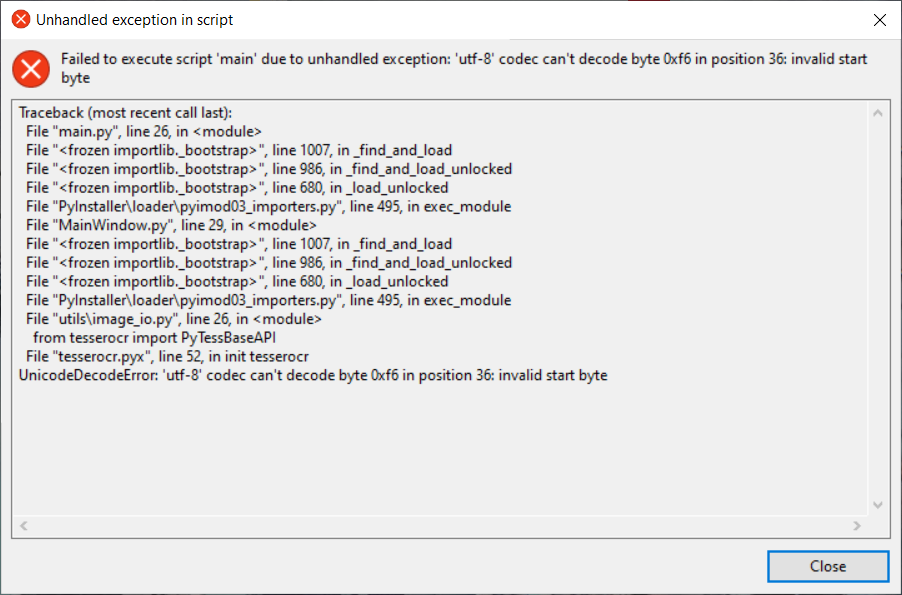 Unhandled exception in script
Failed to execute script 'main' due to unhandled exception: 'utf-8' codec can't decode byte 0xf6 in position 36: invalid start
byte
Traceback (most recent call last):
File "main.py", line 26, in <module>
File "<frozen importlib._bootstrap>", line 1007, in _find_and_load
File "<frozen importlib._bootstrap>", line 986, in _find_and_load_unlocked
File "<frozen importlib._bootstrap>", line 680, in _load_unlocked
File "PyInstaller\loader\pyimod03_importers.py", line 495, in exec_module
File "MainWindow.py", line 29, in <module>
File "<frozen importlib._bootstrap>", line 1007, in _find_and_load
File "<frozen importlib._bootstrap>", line 986, in _find_and_load_unlocked
File "<frozen importlib._bootstrap>", line 680, in _load_unlocked
File "PyInstaller\loader\pyimod03_importers.py", line 495, in exec_module
File "utils\image_io.py", line 26, in <module>
from tesserocr import PyTessBaseAPI
File "tesserocr.pyx", line 52, in init tesserocr
UnicodeDecodeError: 'utf-8' codec can't decode byte 0xf6 in position 36: invalid start byte
Close